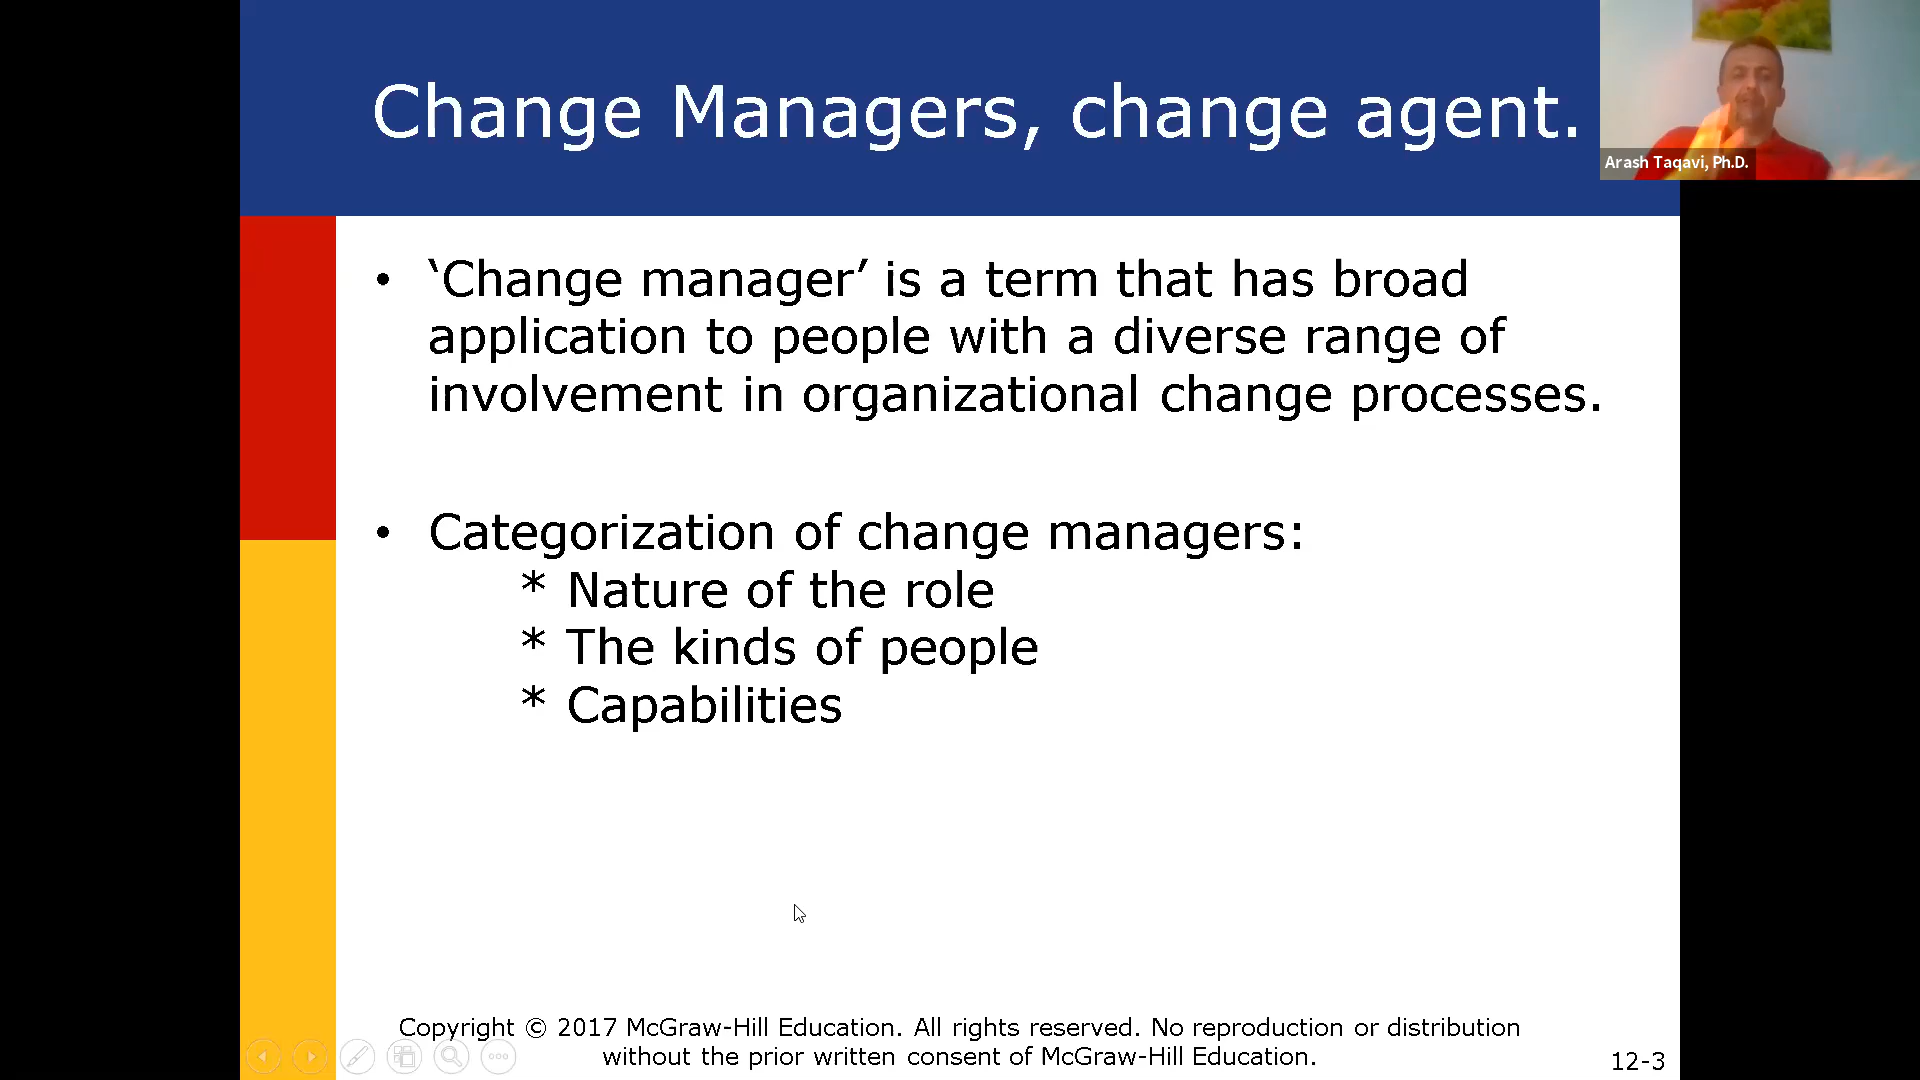 Change Managers, change agent.
Arash Taqavi, Ph.D.
• ‘Change manager’ is a term that has broad
application to people with a diverse range of
involvement in organizational change processes.
• Categorization of change managers:
* Nature of the role
* The kinds of people
* Capabilities
Copyright © 2017 McGraw-Hill Education. All rights reserved. No reproduction or distribution
without the prior written consent of McGraw-Hill Education.
12-3